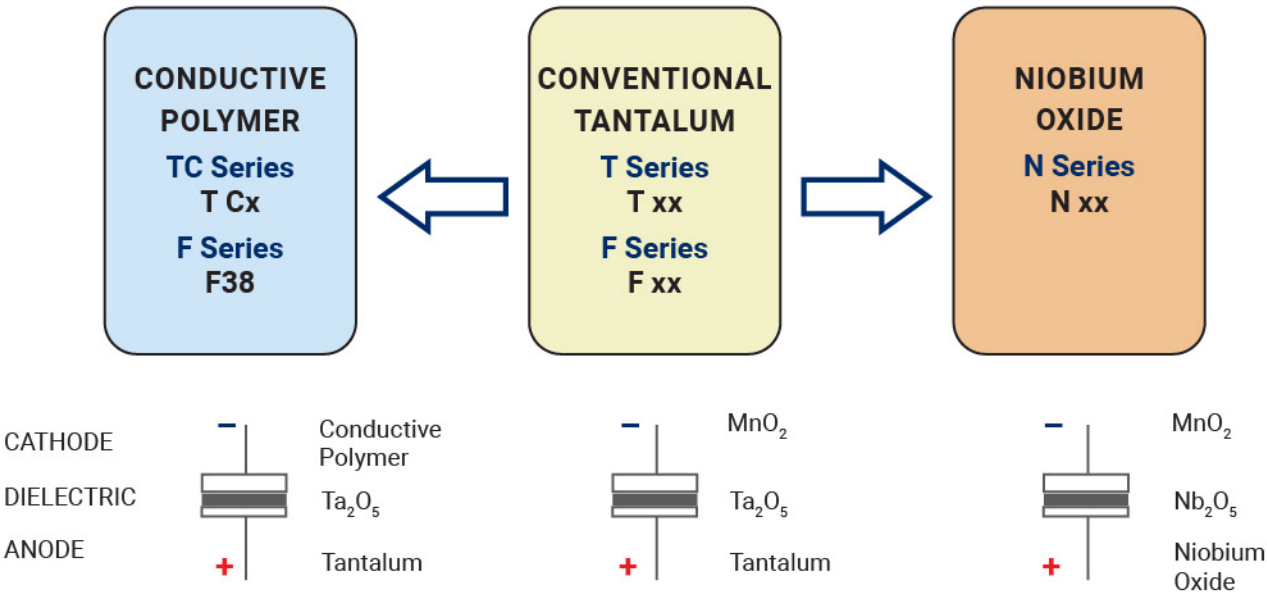 CONDUCTIVE
POLYMER
TC Series
T Cx
F Series
F38
CONVENTIONAL
TANTALUM
T Series
T xx
F Series
F xx
NIOBIUM
OXIDE
N Series
N xx
CATHODE
DIELECTRIC
ANODE
−
Conductive
Polymer
Ta₂O₅
+
Tantalum
−
MnO₂
Ta₂O₅
+
Tantalum
−
MnO₂
Nb₂O₅
+
Niobium
Oxide